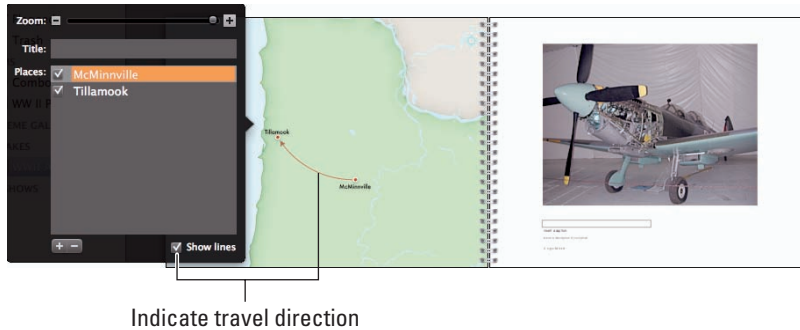 Zoom:
Title:
Places:
McMinnville
Tillamook
Show lines
Tillamook
McMinnville
Indicate travel direction